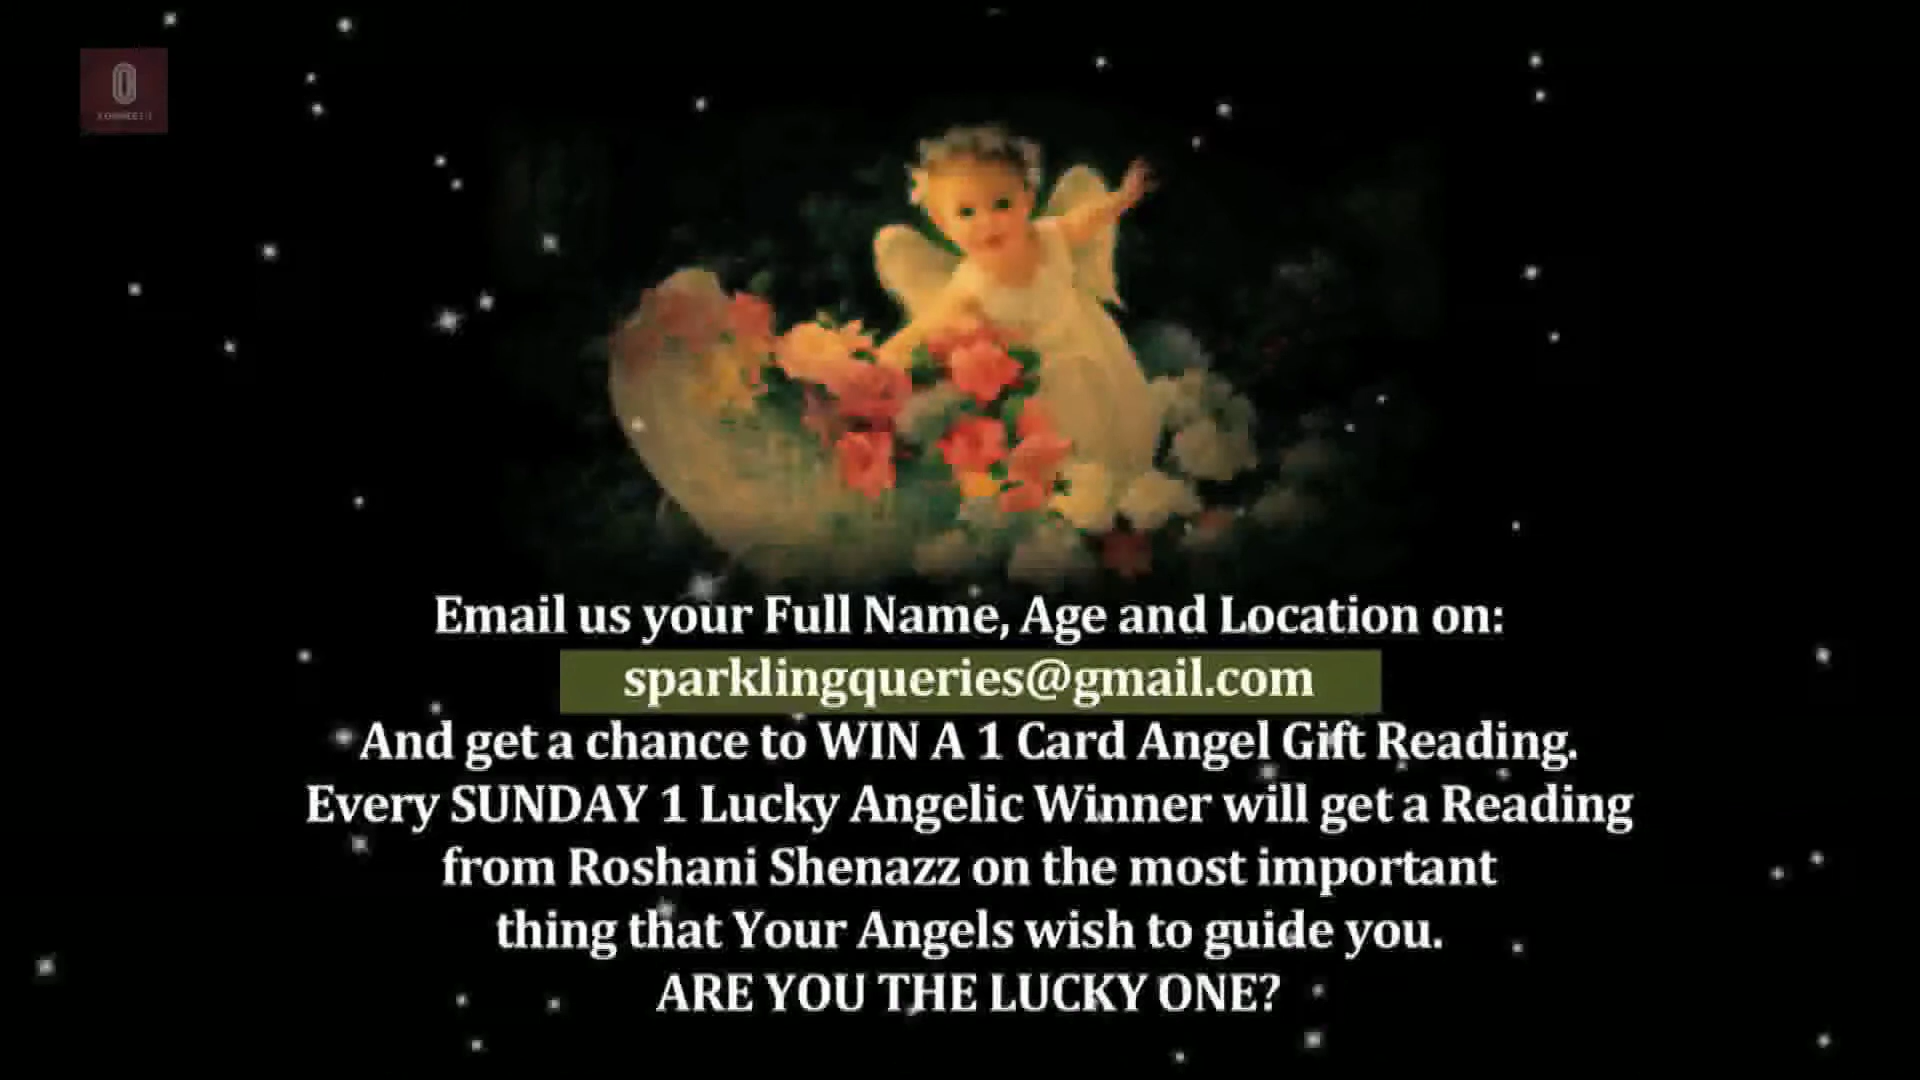 Email us your Full Name, Age and Location on:
sparklingqueries@gmail.com
And get a chance to WIN A 1 Card Angel Gift Reading.
Every SUNDAY 1 Lucky Angelic Winner will get a Reading
from Roshani Shenazz on the most important
thing that Your Angels wish to guide you.
ARE YOU THE LUCKY ONE?